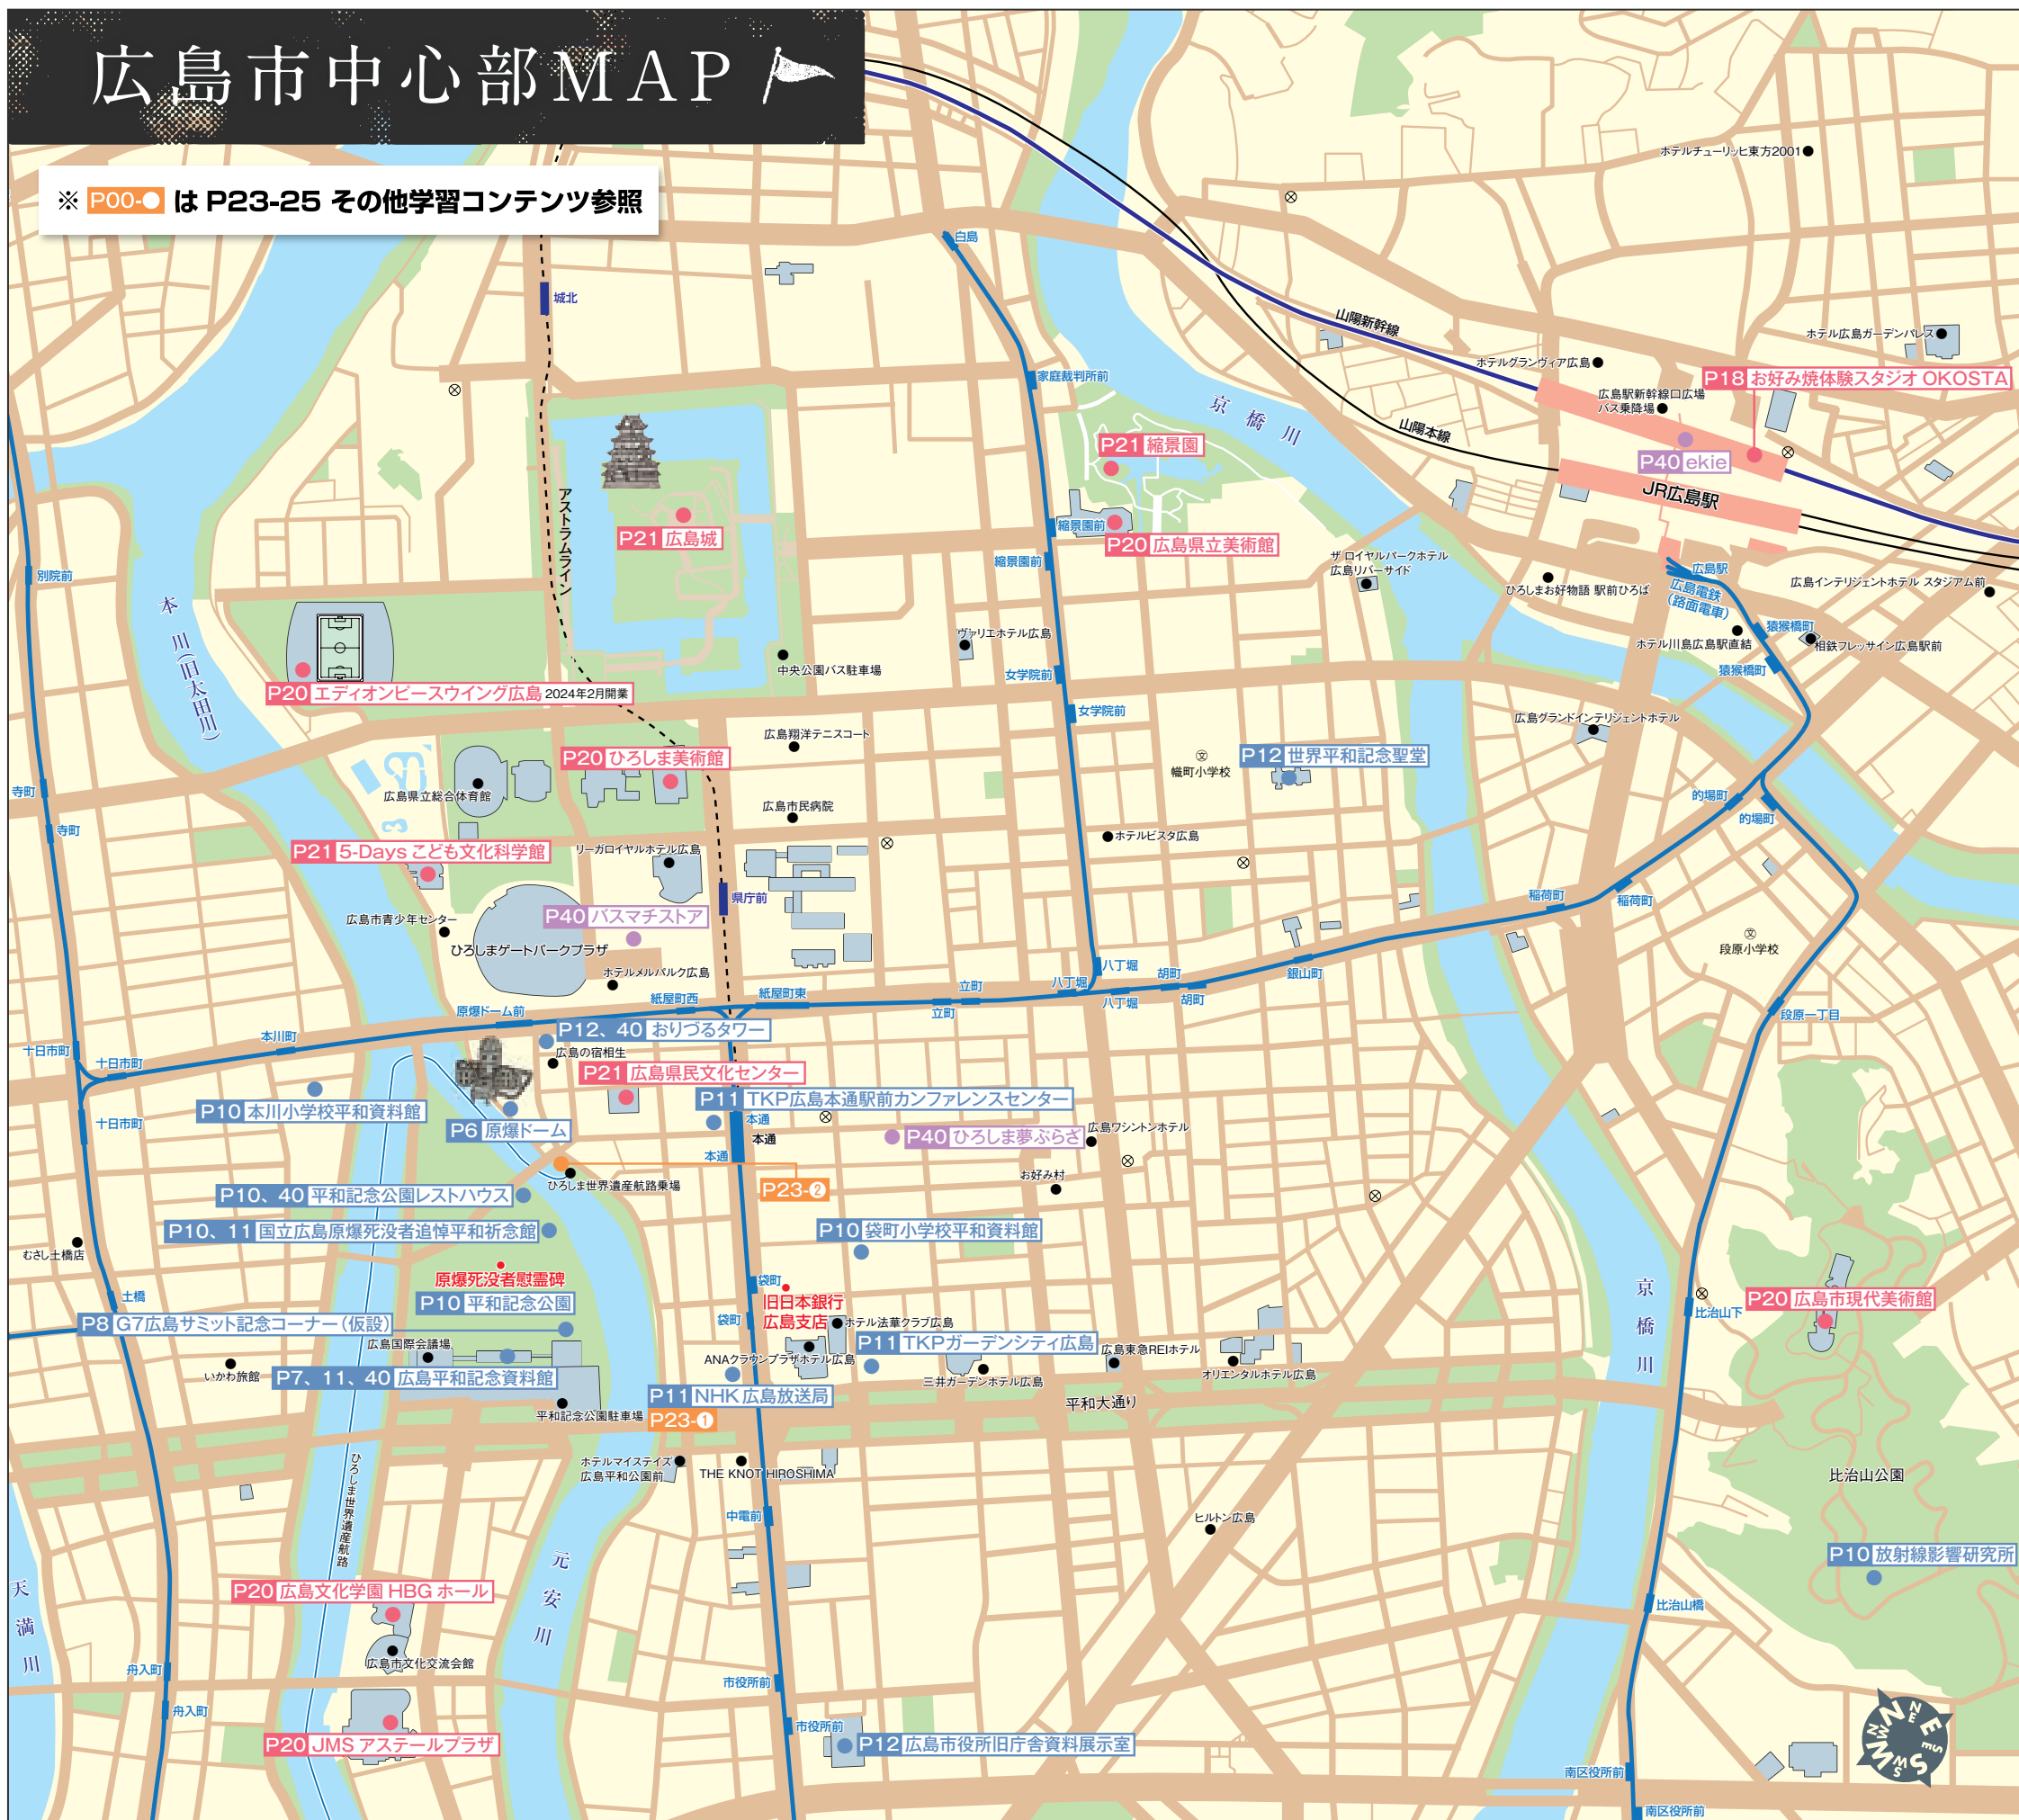 広島市中心部MAP
※ P00-● は P23-25 その他学習コンテンツ参照
ホテルチューリッヒ東方2001
白島
城北
山陽新幹線
ホテル広島ガーデンパレス
ホテルグランヴィア広島
P18 お好み焼体験スタジオ OKOSTA
家庭裁判所前
広島駅新幹線口広場
バス乗降場
京橋川
山陽本線
P21 縮景園
P40 ekie
JR広島駅
アストラムライン
P21 広島城
縮景園前
P20 広島県立美術館
縮景園前
ザ ロイヤルパークホテル
広島リバーサイド
別院前
広島駅
広島電鉄
(路面電車)
ひろしまお好物語 駅前ひろば
広島インテリジェントホテル スタジアム前
本川(旧太田川)
猿猴橋町
ヴァリエホテル広島
ホテル川島広島駅直結
相鉄フレッサイン広島駅前
中央公園バス駐車場
女学院前
猿猴橋町
P20 エディオンピースウイング広島 2024年2月開業
女学院前
広島グランドインテリジェントホテル
広島翔洋テニスコート
P20 ひろしま美術館
P12 世界平和記念聖堂
文
幟町小学校
寺町
広島県立総合体育館
的場町
広島市民病院
的場町
寺町
ホテルビスタ広島
P21 5-Days こども文化科学館
リーガロイヤルホテル広島
県庁前
稲荷町
稲荷町
P40 バスマチストア
広島市青少年センター
文
段原小学校
ひろしまゲートパークプラザ
ホテルメルパルク広島
八丁堀
胡町
銀山町
八丁堀
立町
紙屋町東
紙屋町西
胡町
八丁堀
立町
原爆ドーム前
段原一丁目
P12、40 おりづるタワー
本川町
十日市町
広島の宿相生
十日市町
P21 広島県民文化センター
P11 TKP広島本通駅前カンファレンスセンター
P10 本川小学校平和資料館
本通
十日市町
P6 原爆ドーム
広島ワシントンホテル
P40 ひろしま夢ぷらざ
本通
本通
お好み村
ひろしま世界遺産航路乗場
P23-❷
P10、40 平和記念公園レストハウス
P10、11 国立広島原爆死没者追悼平和祈念館
P10 袋町小学校平和資料館
むさし土橋店
原爆死没者慰霊碑
袋町
京橋川
土橋
P10 平和記念公園
旧日本銀行
広島支店
P20 広島市現代美術館
比治山下
P8 G7広島サミット記念コーナー(仮設)
袋町
ホテル法華クラブ広島
広島国際会議場
P11 TKPガーデンシティ広島
広島東急REIホテル
ANAクラウンプラザホテル広島
いかわ旅館
P7、11、40 広島平和記念資料館
三井ガーデンホテル広島
オリエンタルホテル広島
P11 NHK 広島放送局
平和大通り
平和記念公園駐車場
P23-❶
ホテルマイステイズ
広島平和公園前
THE KNOT HIROSHIMA
比治山公園
ひろしま世界遺産航路
中電前
ヒルトン広島
元安川
P10 放射線影響研究所
天満川
P20 広島文化学園 HBG ホール
比治山橋
広島市文化交流会館
舟入町
市役所前
舟入町
市役所前
P20 JMS アステールプラザ
P12 広島市役所旧庁舎資料展示室
南区役所前
南区役所前
N
NE
E
SE
S
SW
W
NW